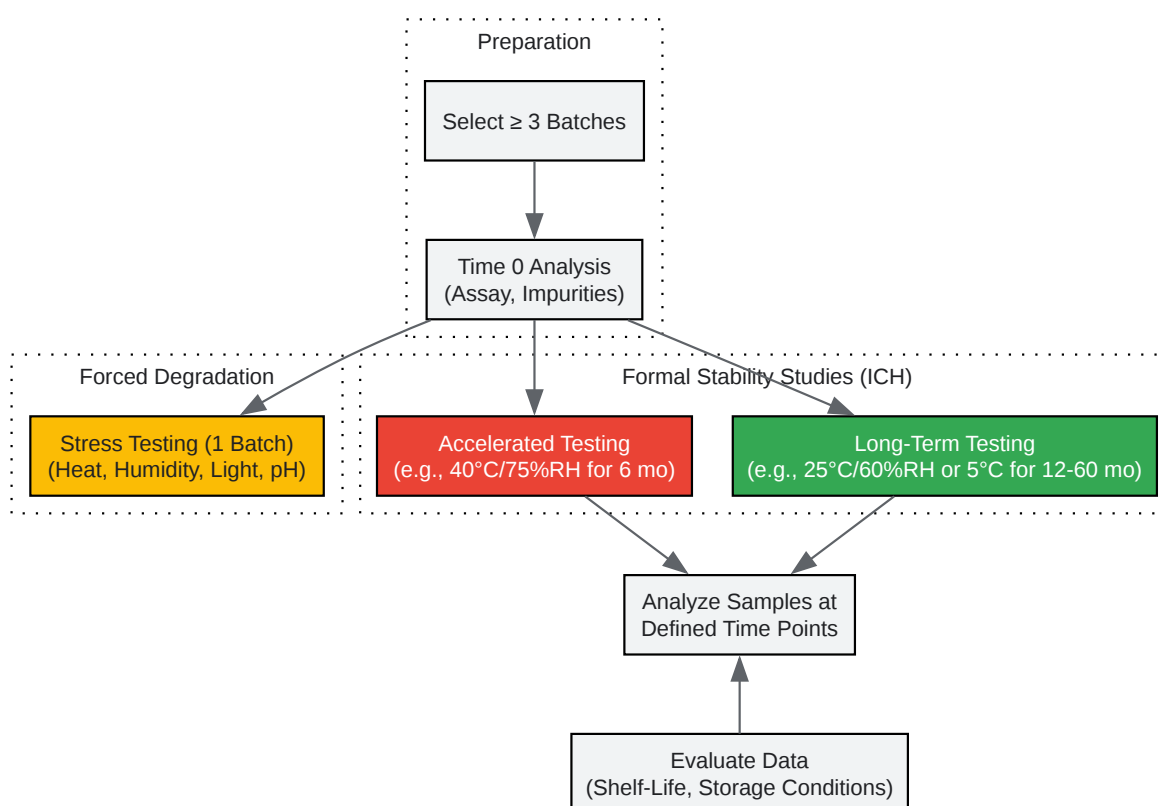 Preparation
Select ≥ 3 Batches
Time 0 Analysis
(Assay, Impurities)
Forced Degradation
Formal Stability Studies (ICH)
Stress Testing (1 Batch)
(Heat, Humidity, Light, pH)
Accelerated Testing
(e.g., 40°C/75%RH for 6 mo)
Long-Term Testing
(e.g., 25°C/60%RH or 5°C for 12-60 mo)
Analyze Samples at
Defined Time Points
Evaluate Data
(Shelf-Life, Storage Conditions)